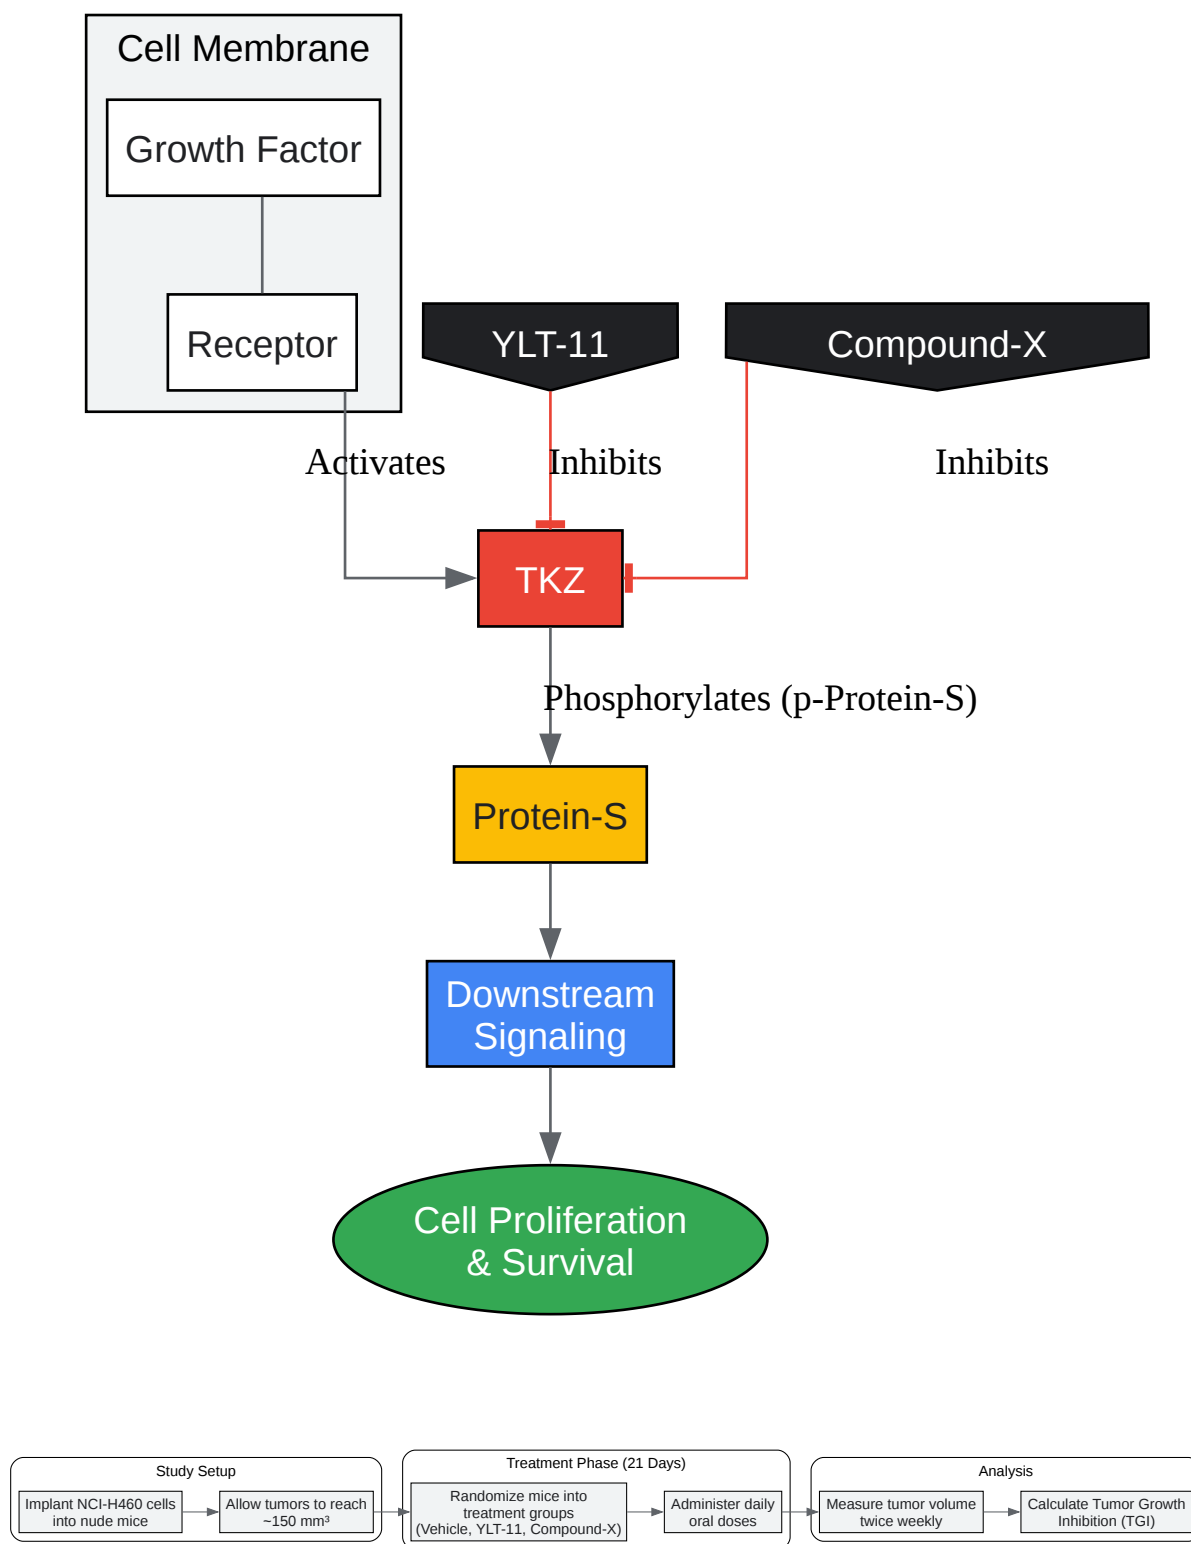 Cell Membrane
Growth Factor
Receptor
YLT-11
Compound-X
Activates
Inhibits
Inhibits
TKZ
Phosphorylates (p-Protein-S)
Protein-S
Downstream
Signaling
Cell Proliferation
& Survival
Study Setup
Implant NCI-H460 cells
into nude mice
Allow tumors to reach
~150 mm³
Treatment Phase (21 Days)
Randomize mice into
treatment groups
(Vehicle, YLT-11, Compound-X)
Administer daily
oral doses
Analysis
Measure tumor volume
twice weekly
Calculate Tumor Growth
Inhibition (TGI)